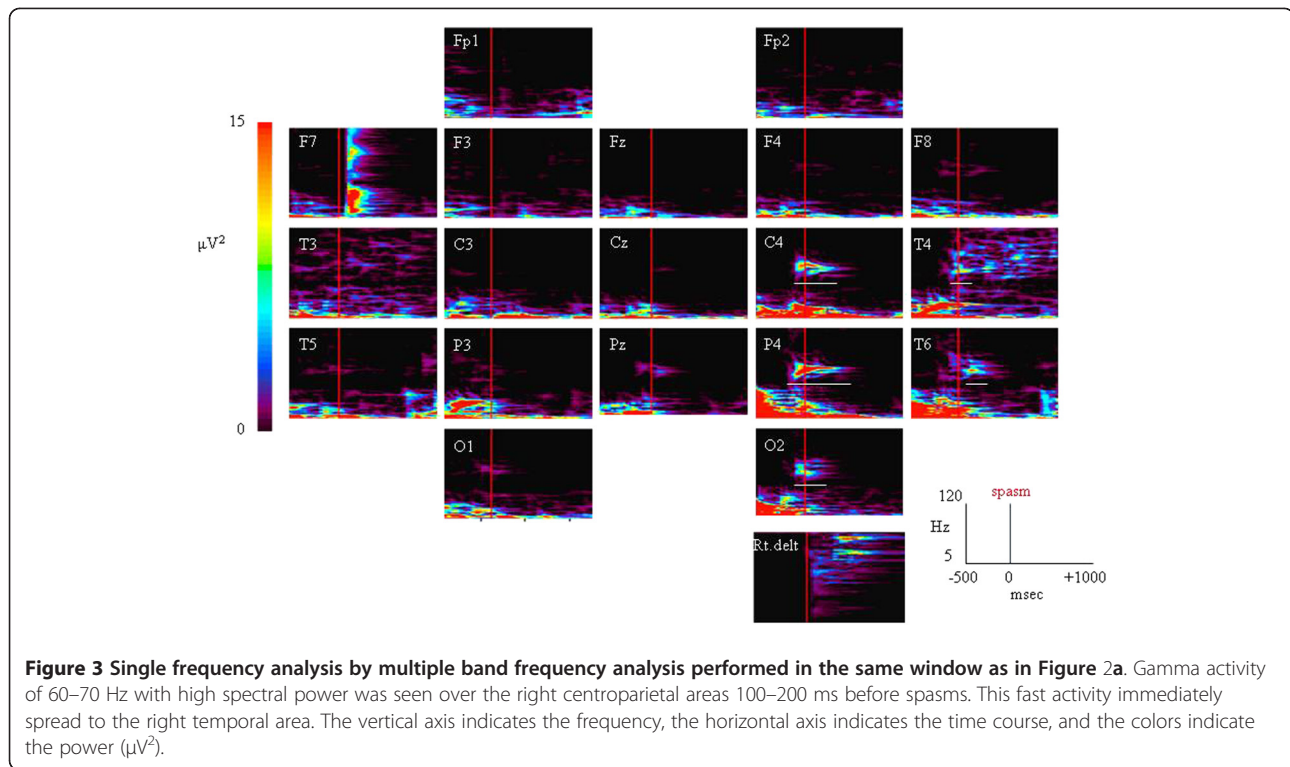 Fp1 Fp2
15
F7 F3 Fz F4 F8
µV²
T3 C3 Cz C4 T4
T5 P3 Pz P4 T6
0
O1 O2
120 spasm
Hz
Rt.delt
5
-500 0 +1000
msec
Figure 3 Single frequency analysis by multiple band frequency analysis performed in the same window as in Figure 2a. Gamma activity
of 60–70 Hz with high spectral power was seen over the right centroparietal areas 100–200 ms before spasms. This fast activity immediately
spread to the right temporal area. The vertical axis indicates the frequency, the horizontal axis indicates the time course, and the colors indicate
the power (µV²).